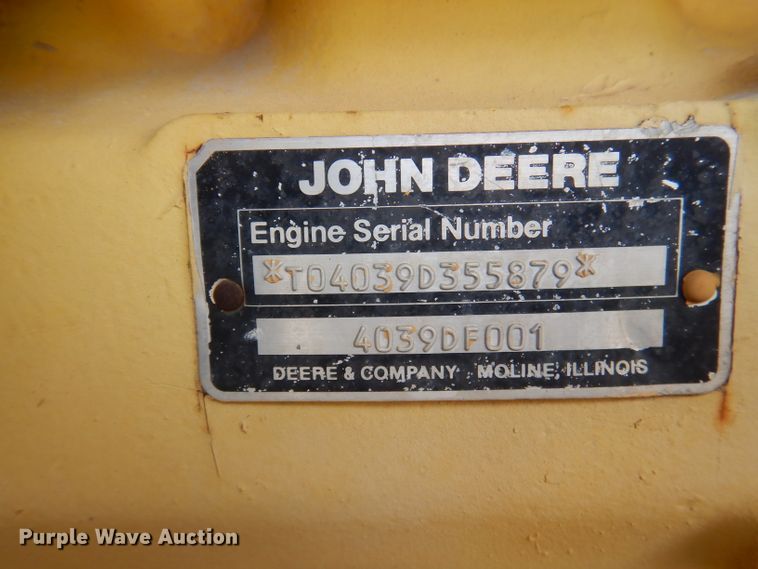 JOHN DEERE
Engine Serial Number
*T04039D355879*
4039DF001
DEERE & COMPANY MOLINE, ILLINOIS
Purple Wave Auction